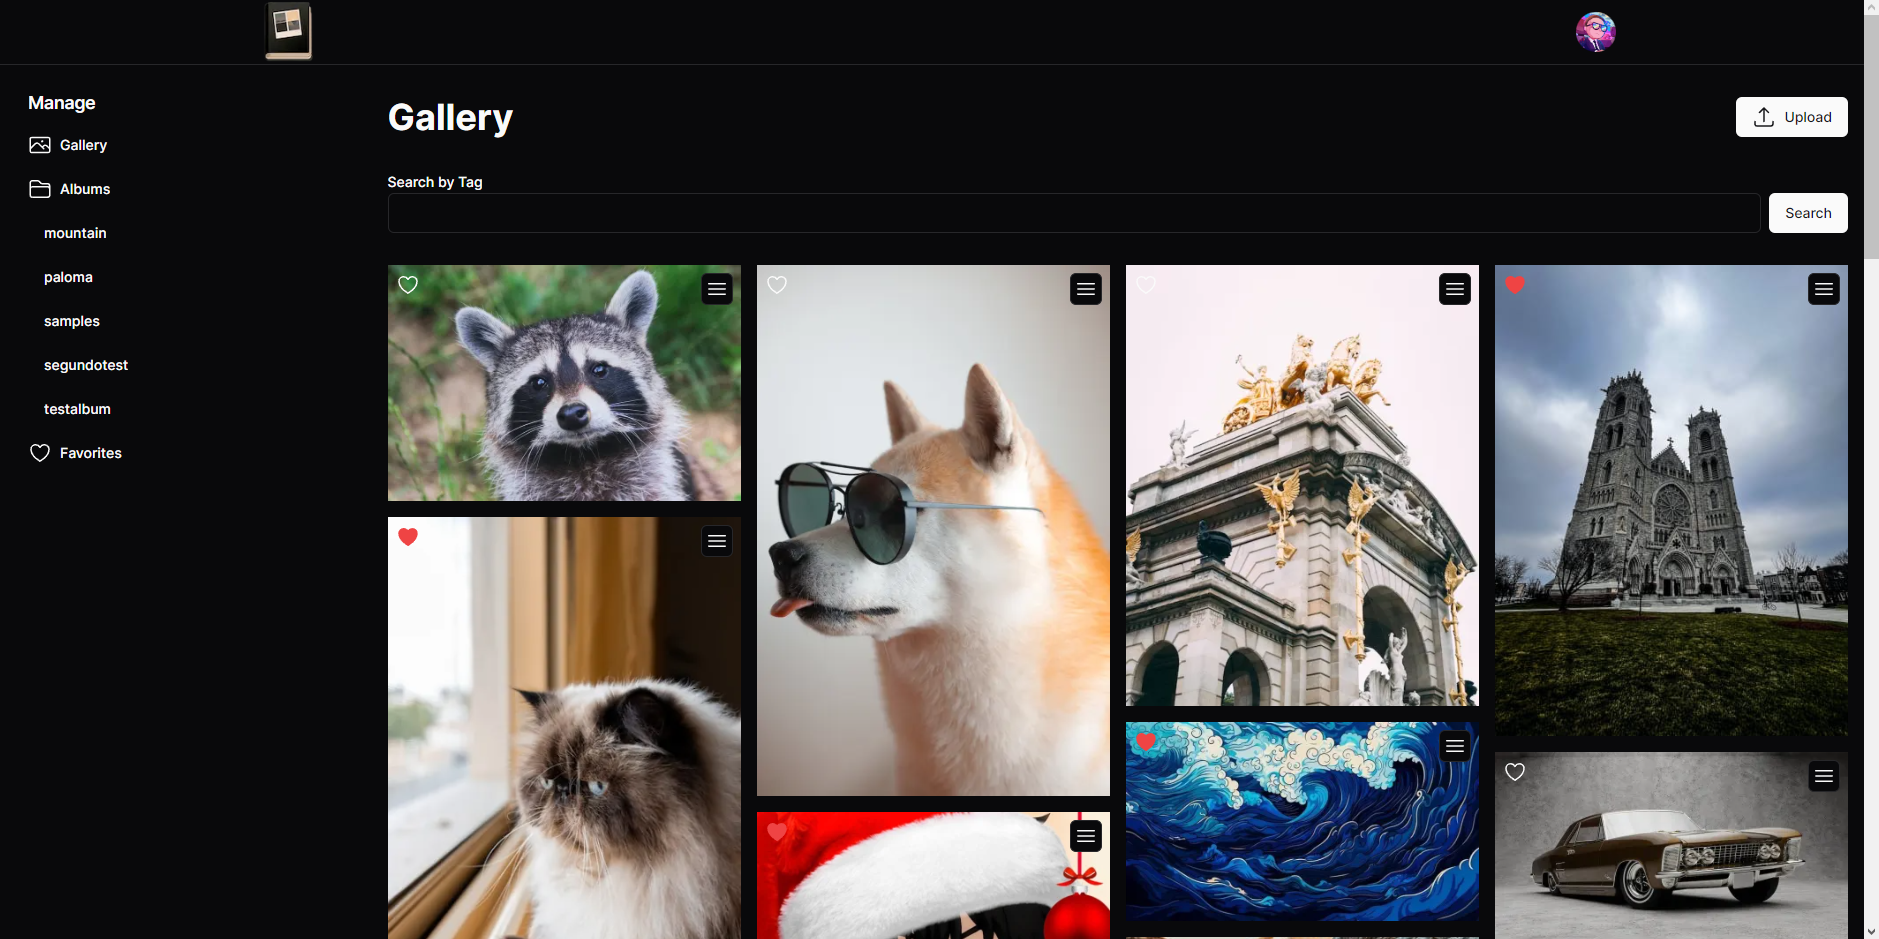 Manage
Gallery
Albums
mountain
paloma
samples
segundotest
testalbum
Favorites
Gallery
Upload
Search by Tag
Search